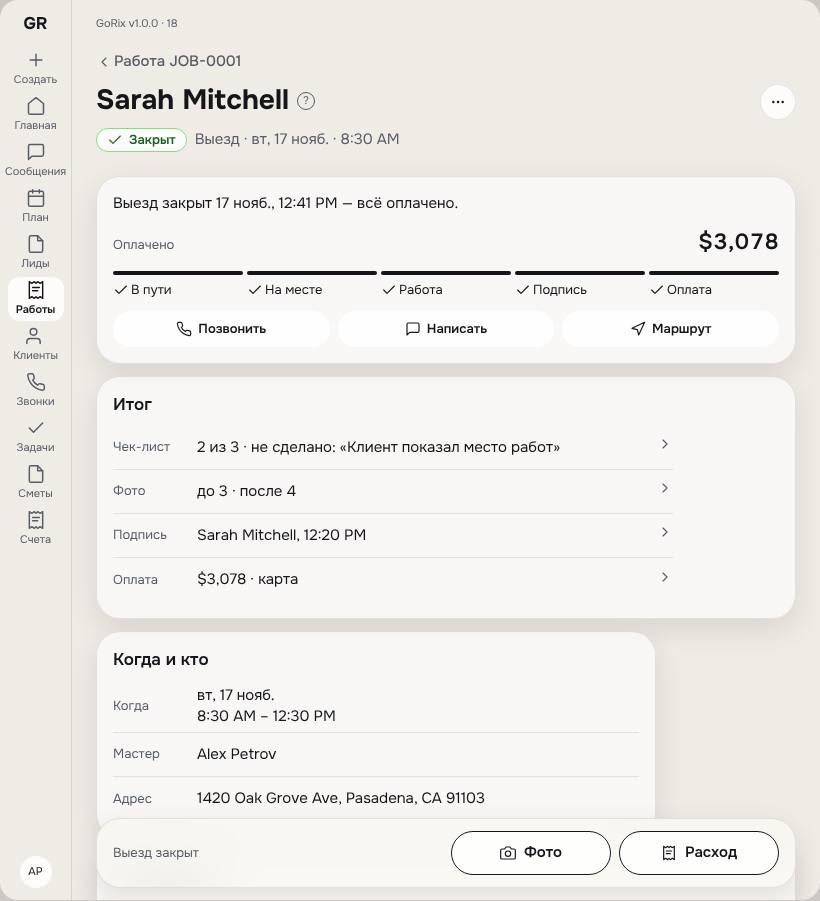 GR
GoRix v1.0.0 · 18
Создать
Главная
Сообщения
План
Лиды
Работы
Клиенты
Звонки
Задачи
Сметы
Счета
AP
Работа JOB-0001
Sarah Mitchell ?
Закрыт Выезд · вт, 17 нояб. · 8:30 AM
Выезд закрыт 17 нояб., 12:41 PM — всё оплачено.
Оплачено $3,078
В пути На месте Работа Подпись Оплата
Позвонить Написать Маршрут
Итог
Чек-лист 2 из 3 · не сделано: «Клиент показал место работ»
Фото до 3 · после 4
Подпись Sarah Mitchell, 12:20 PM
Оплата $3,078 · карта
Когда и кто
Когда вт, 17 нояб.
8:30 AM – 12:30 PM
Мастер Alex Petrov
Адрес 1420 Oak Grove Ave, Pasadena, CA 91103
Выезд закрыт Фото Расход